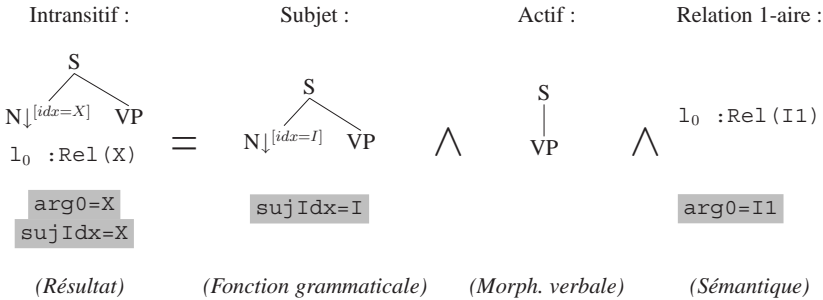 Intransitif : Subjet : Actif : Relation 1-aire :
S
N↓[idx=X] VP
l₀ :Rel(X)
arg0=X
sujIdx=X
=
S
N↓[idx=I] VP
sujIdx=I
∧
S
VP
∧
l₀ :Rel(I1)
arg0=I1
(Résultat) (Fonction grammaticale) (Morph. verbale) (Sémantique)